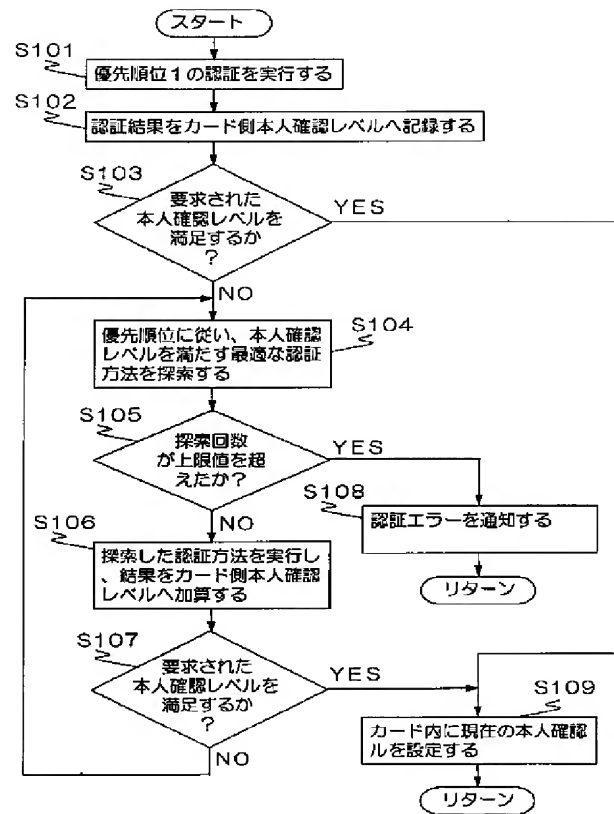 スタート
S101
優先順位1の認証を実行する
S102
認証結果をカード側本人確認レベルへ記録する
S103
要求された
本人確認レベルを
満足するか
?
YES
NO
S104
優先順位に従い、本人確認
レベルを満たす最適な認証
方法を探索する
S105
探索回数
が上限値を超
えたか?
YES
NO
S108
認証エラーを通知する
リターン
S106
探索した認証方法を実行し
、結果をカード側本人確認
レベルへ加算する
S107
要求された
本人確認レベルを
満足するか
?
YES
NO
S109
カード内に現在の本人確認
ルを設定する
リターン